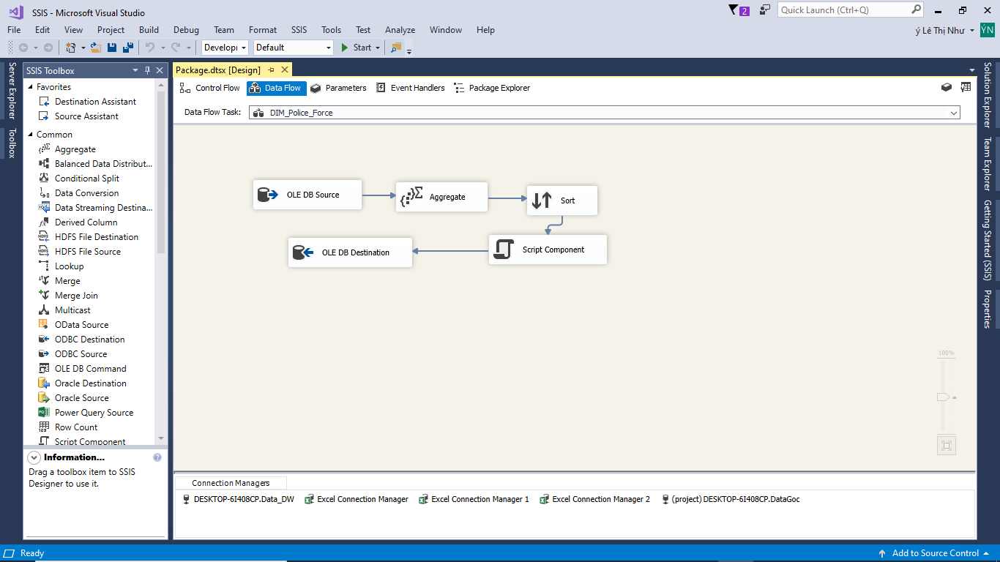 SSIS - Microsoft Visual Studio
2
Quick Launch (Ctrl+Q)
File Edit View Project Build Debug Team Format SSIS Tools Test Analyze Window Help
ý Lê Thị Như
ÝN
Default
Start
Server Explorer
Toolbox
SSIS Toolbox
Favorites
Destination Assistant
Source Assistant
Common
Aggregate
Balanced Data Distribut...
Conditional Split
Data Conversion
Data Streaming Destina...
Derived Column
HDFS File Destination
HDFS File Source
Lookup
Merge
Merge Join
Multicast
OData Source
ODBC Destination
ODBC Source
OLE DB Command
Oracle Destination
Oracle Source
Power Query Source
Row Count
Script Component
Information...
Drag a toolbox item to SSIS
Designer to use it.
Package.dtsx [Design]
Control Flow Data Flow Parameters Event Handlers Package Explorer
Data Flow Task: DIM_Police_Force
OLE DB Source
Aggregate
Sort
OLE DB Destination
Script Component
100%
Connection Managers
DESKTOP-6I408CP.Data_DW Excel Connection Manager Excel Connection Manager 1 Excel Connection Manager 2 (project) DESKTOP-6I408CP.DataGoc
Solution Explorer
Team Explorer
Getting Started (SSIS)
Properties
Ready
Add to Source Control